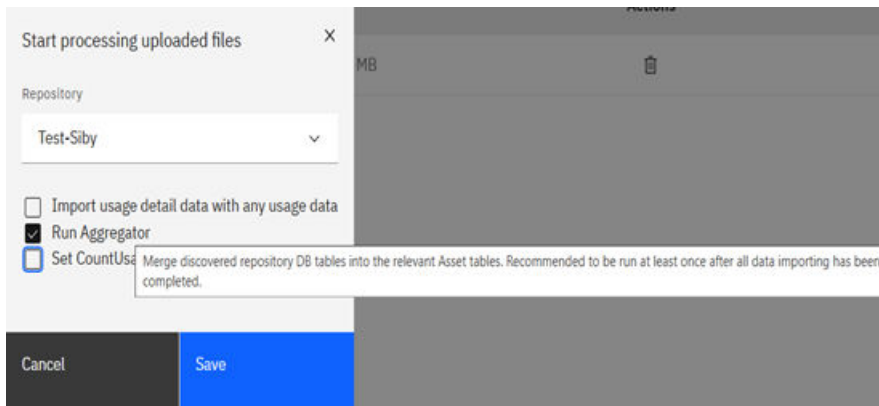 Actions
Start processing uploaded files
MB
Repository
Test-Siby
Import usage detail data with any usage data
Run Aggregator
Set CountUsa
Merge discovered repository DB tables into the relevant Asset tables. Recommended to be run at least once after all data importing has been
completed.
Cancel
Save